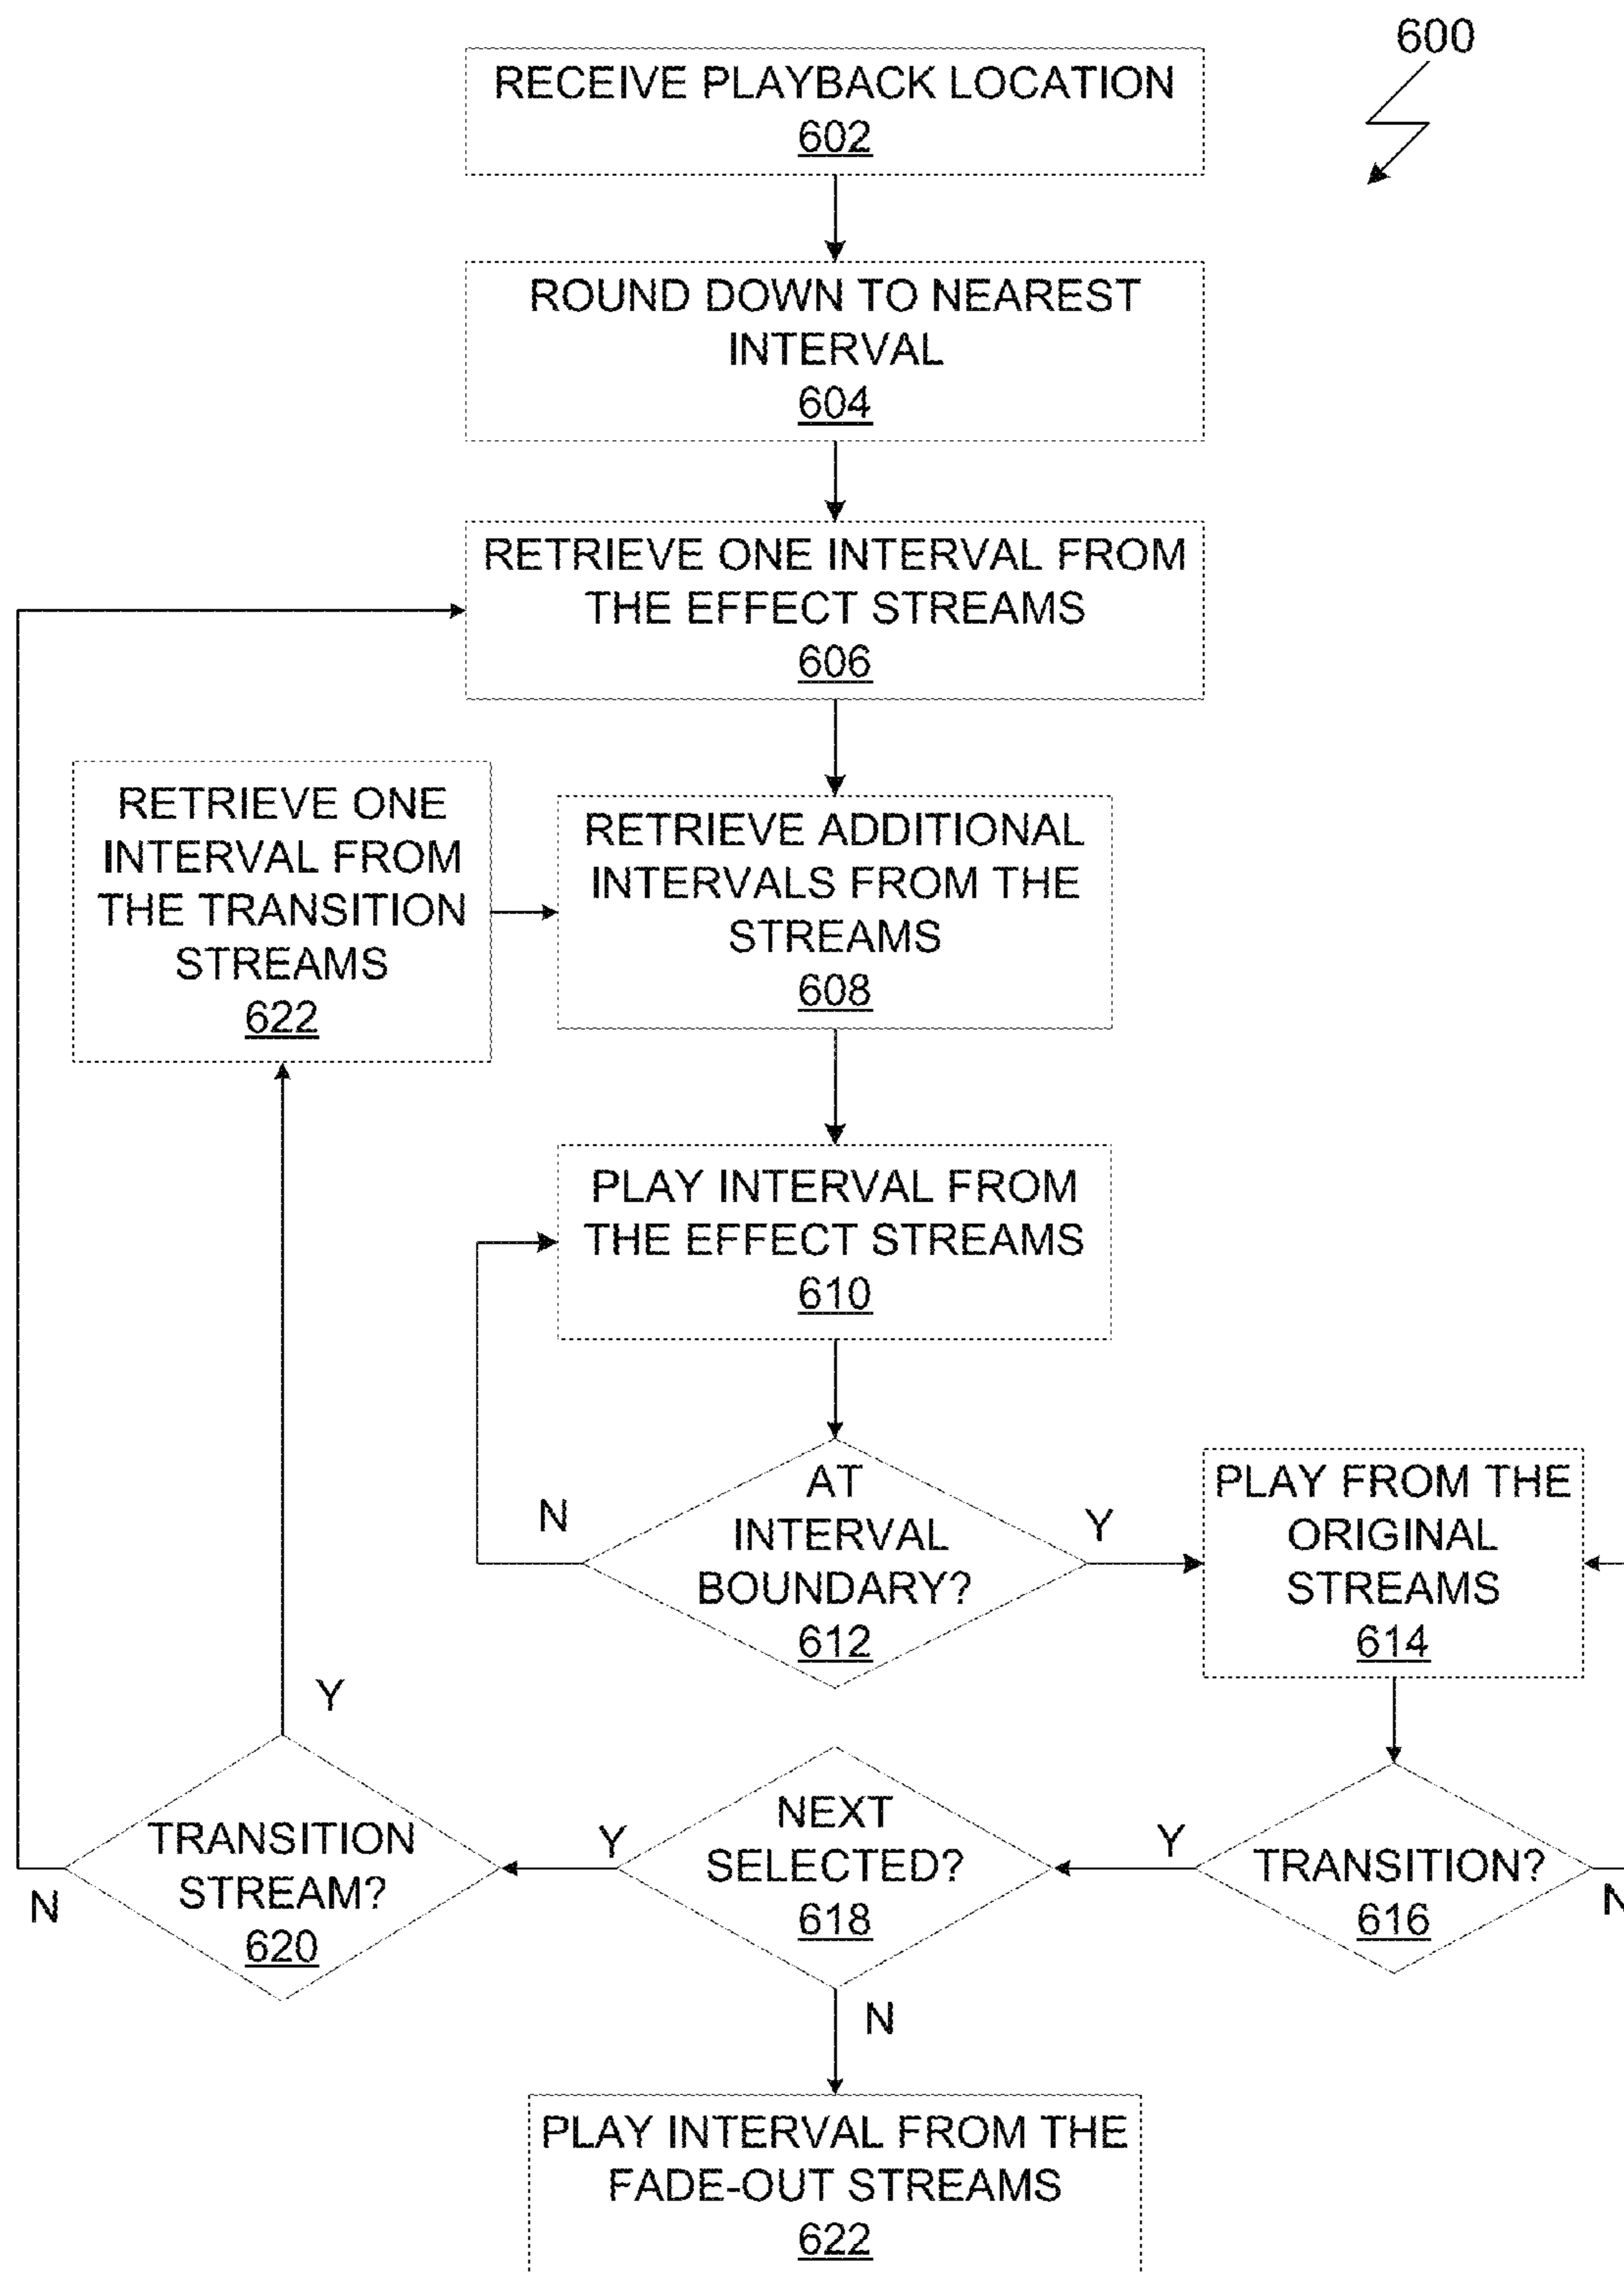 600
RECEIVE PLAYBACK LOCATION
602
ROUND DOWN TO NEAREST
INTERVAL
604
RETRIEVE ONE INTERVAL FROM
THE EFFECT STREAMS
606
RETRIEVE ONE
INTERVAL FROM
THE TRANSITION
STREAMS
622
RETRIEVE ADDITIONAL
INTERVALS FROM THE
STREAMS
608
PLAY INTERVAL FROM
THE EFFECT STREAMS
610
AT
INTERVAL
BOUNDARY?
612
N
Y
PLAY FROM THE
ORIGINAL
STREAMS
614
TRANSITION?
616
Y
N
NEXT
SELECTED?
618
Y
N
TRANSITION
STREAM?
620
Y
N
PLAY INTERVAL FROM THE
FADE-OUT STREAMS
622